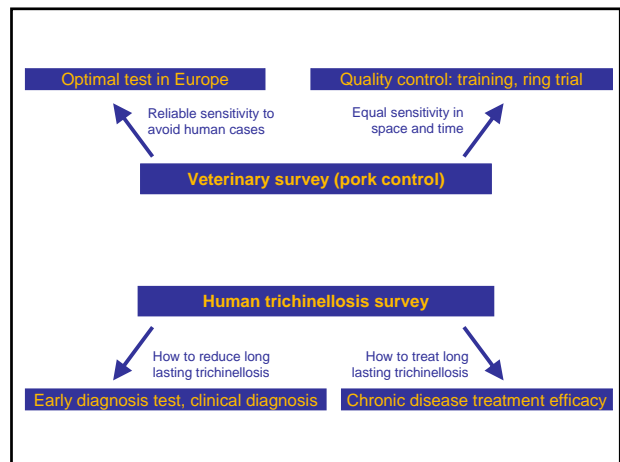 Optimal test in Europe
Quality control: training, ring trial
Reliable sensitivity to
avoid human cases
Equal sensitivity in
space and time
Veterinary survey (pork control)
Human trichinellosis survey
How to reduce long
lasting trichinellosis
How to treat long
lasting trichinellosis
Early diagnosis test, clinical diagnosis
Chronic disease treatment efficacy